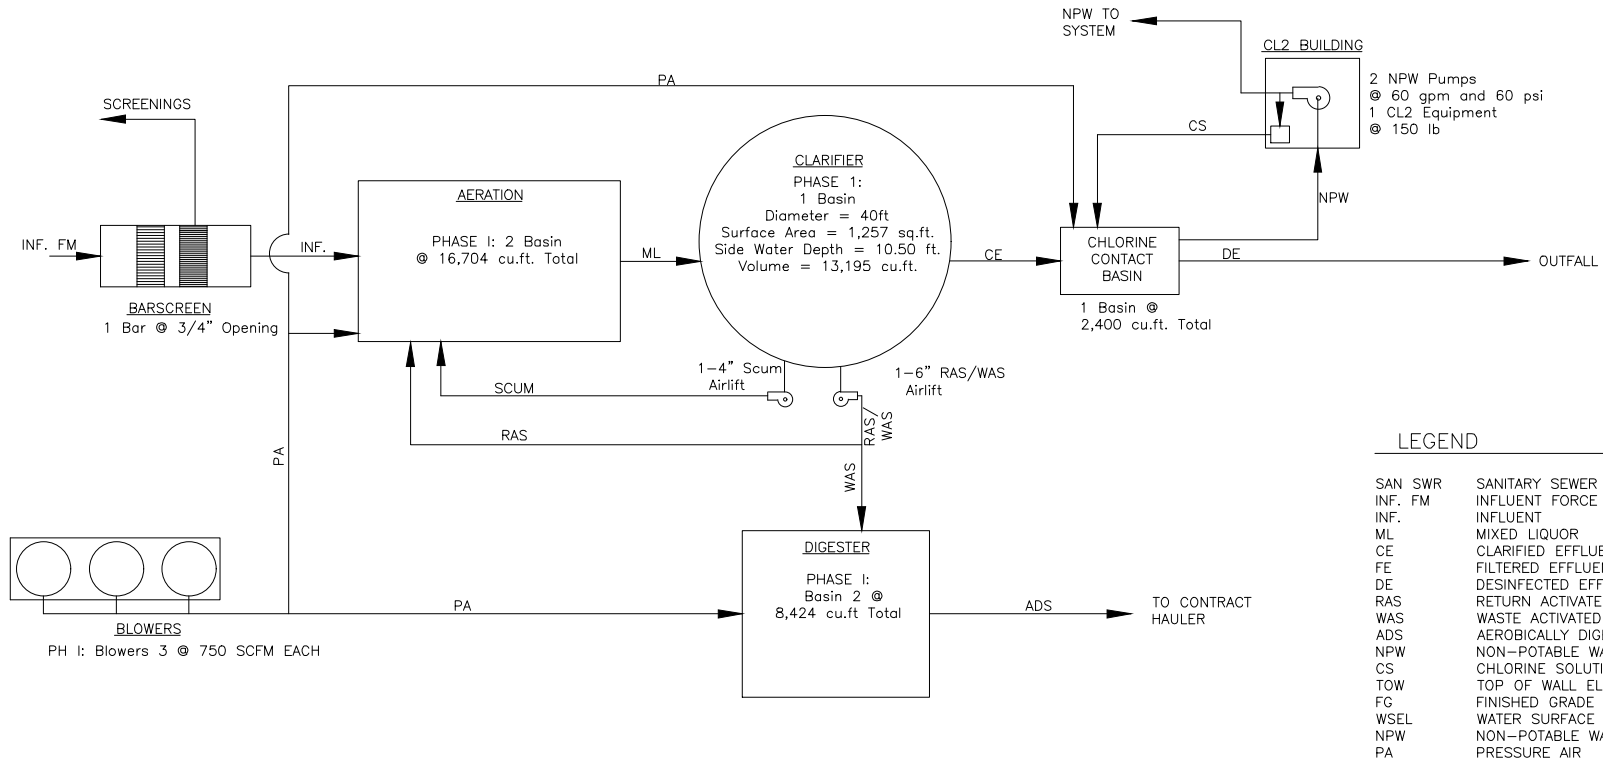 NPW TO
SYSTEM
CL2 BUILDING
2 NPW Pumps
@ 60 gpm and 60 psi
1 CL2 Equipment
@ 150 lb
PA
SCREENINGS
CS
CLARIFIER
PHASE 1:
1 Basin
Diameter = 40ft
Surface Area = 1,257 sq.ft.
Side Water Depth = 10.50 ft.
Volume = 13,195 cu.ft.
AERATION
PHASE I: 2 Basin
@ 16,704 cu.ft. Total
NPW
INF. FM
INF.
ML
CE
CHLORINE
CONTACT
BASIN
DE
OUTFALL
BARSCREEN
1 Bar @ 3/4" Opening
1 Basin @
2,400 cu.ft. Total
1-4" Scum
Airlift
1-6" RAS/WAS
Airlift
SCUM
RAS/
WAS
RAS
PA
WAS
DIGESTER
PHASE I:
Basin 2 @
8,424 cu.ft Total
PA
ADS
TO CONTRACT
HAULER
BLOWERS
PH I: Blowers 3 @ 750 SCFM EACH
LEGEND
SAN SWR SANITARY SEWER
INF. FM INFLUENT FORCE
INF. INFLUENT
ML MIXED LIQUOR
CE CLARIFIED EFFLUE
FE FILTERED EFFLUE
DE DESINFECTED EFF
RAS RETURN ACTIVATE
WAS WASTE ACTIVATED
ADS AEROBICALLY DIG
NPW NON-POTABLE WA
CS CHLORINE SOLUTI
TOW TOP OF WALL EL
FG FINISHED GRADE
WSEL WATER SURFACE
NPW NON-POTABLE WA
PA PRESSURE AIR